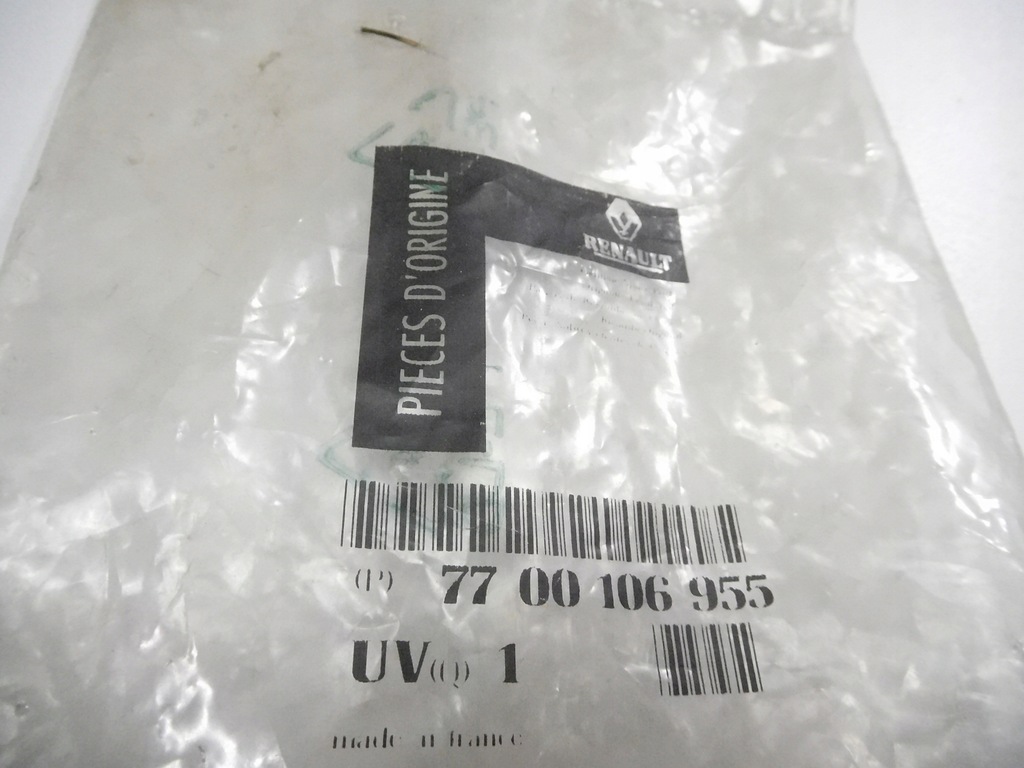 PIECES D'ORIGINE
RENAULT
(P) 77 00 106 955
UV(Q) 1
made in france